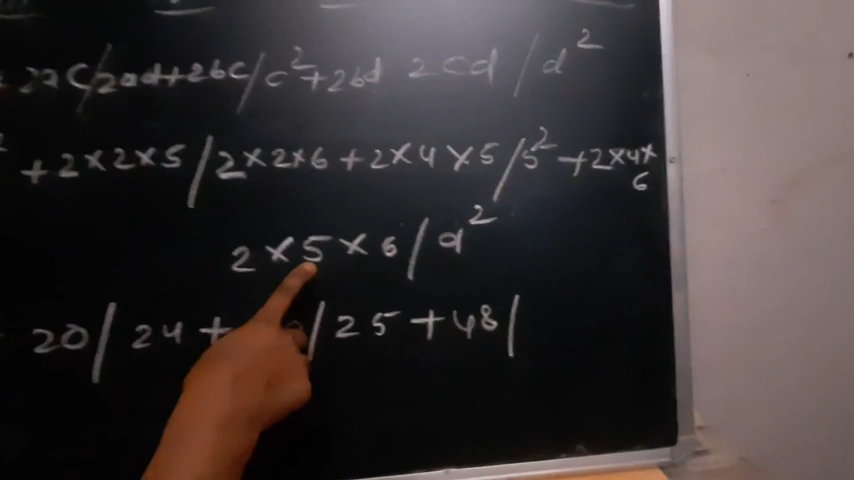 2ac/2ad+2bc/c²+2bd 2cd/d²
2 +2×2×5/2×2×6+2×4×5/5²+2×4×
6
2×5×6/d²
20/24+ /25+48/